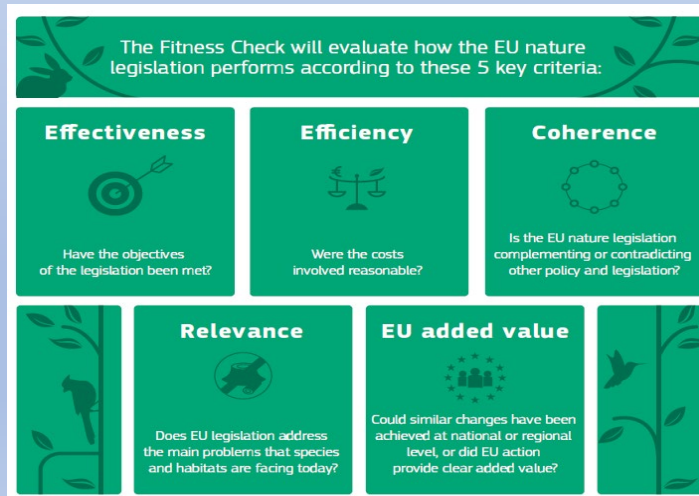 The Fitness Check will evaluate how the EU nature
legislation performs according to these 5 key criteria:
Effectiveness
Have the objectives
of the legislation been met?
Efficiency
Were the costs
involved reasonable?
Coherence
Is the EU nature legislation
complementing or contradicting
other policy and legislation?
Relevance
Does EU legislation address
the main problems that species
and habitats are facing today?
EU added value
Could similar changes have been
achieved at national or regional
level, or did EU action
provide clear added value?